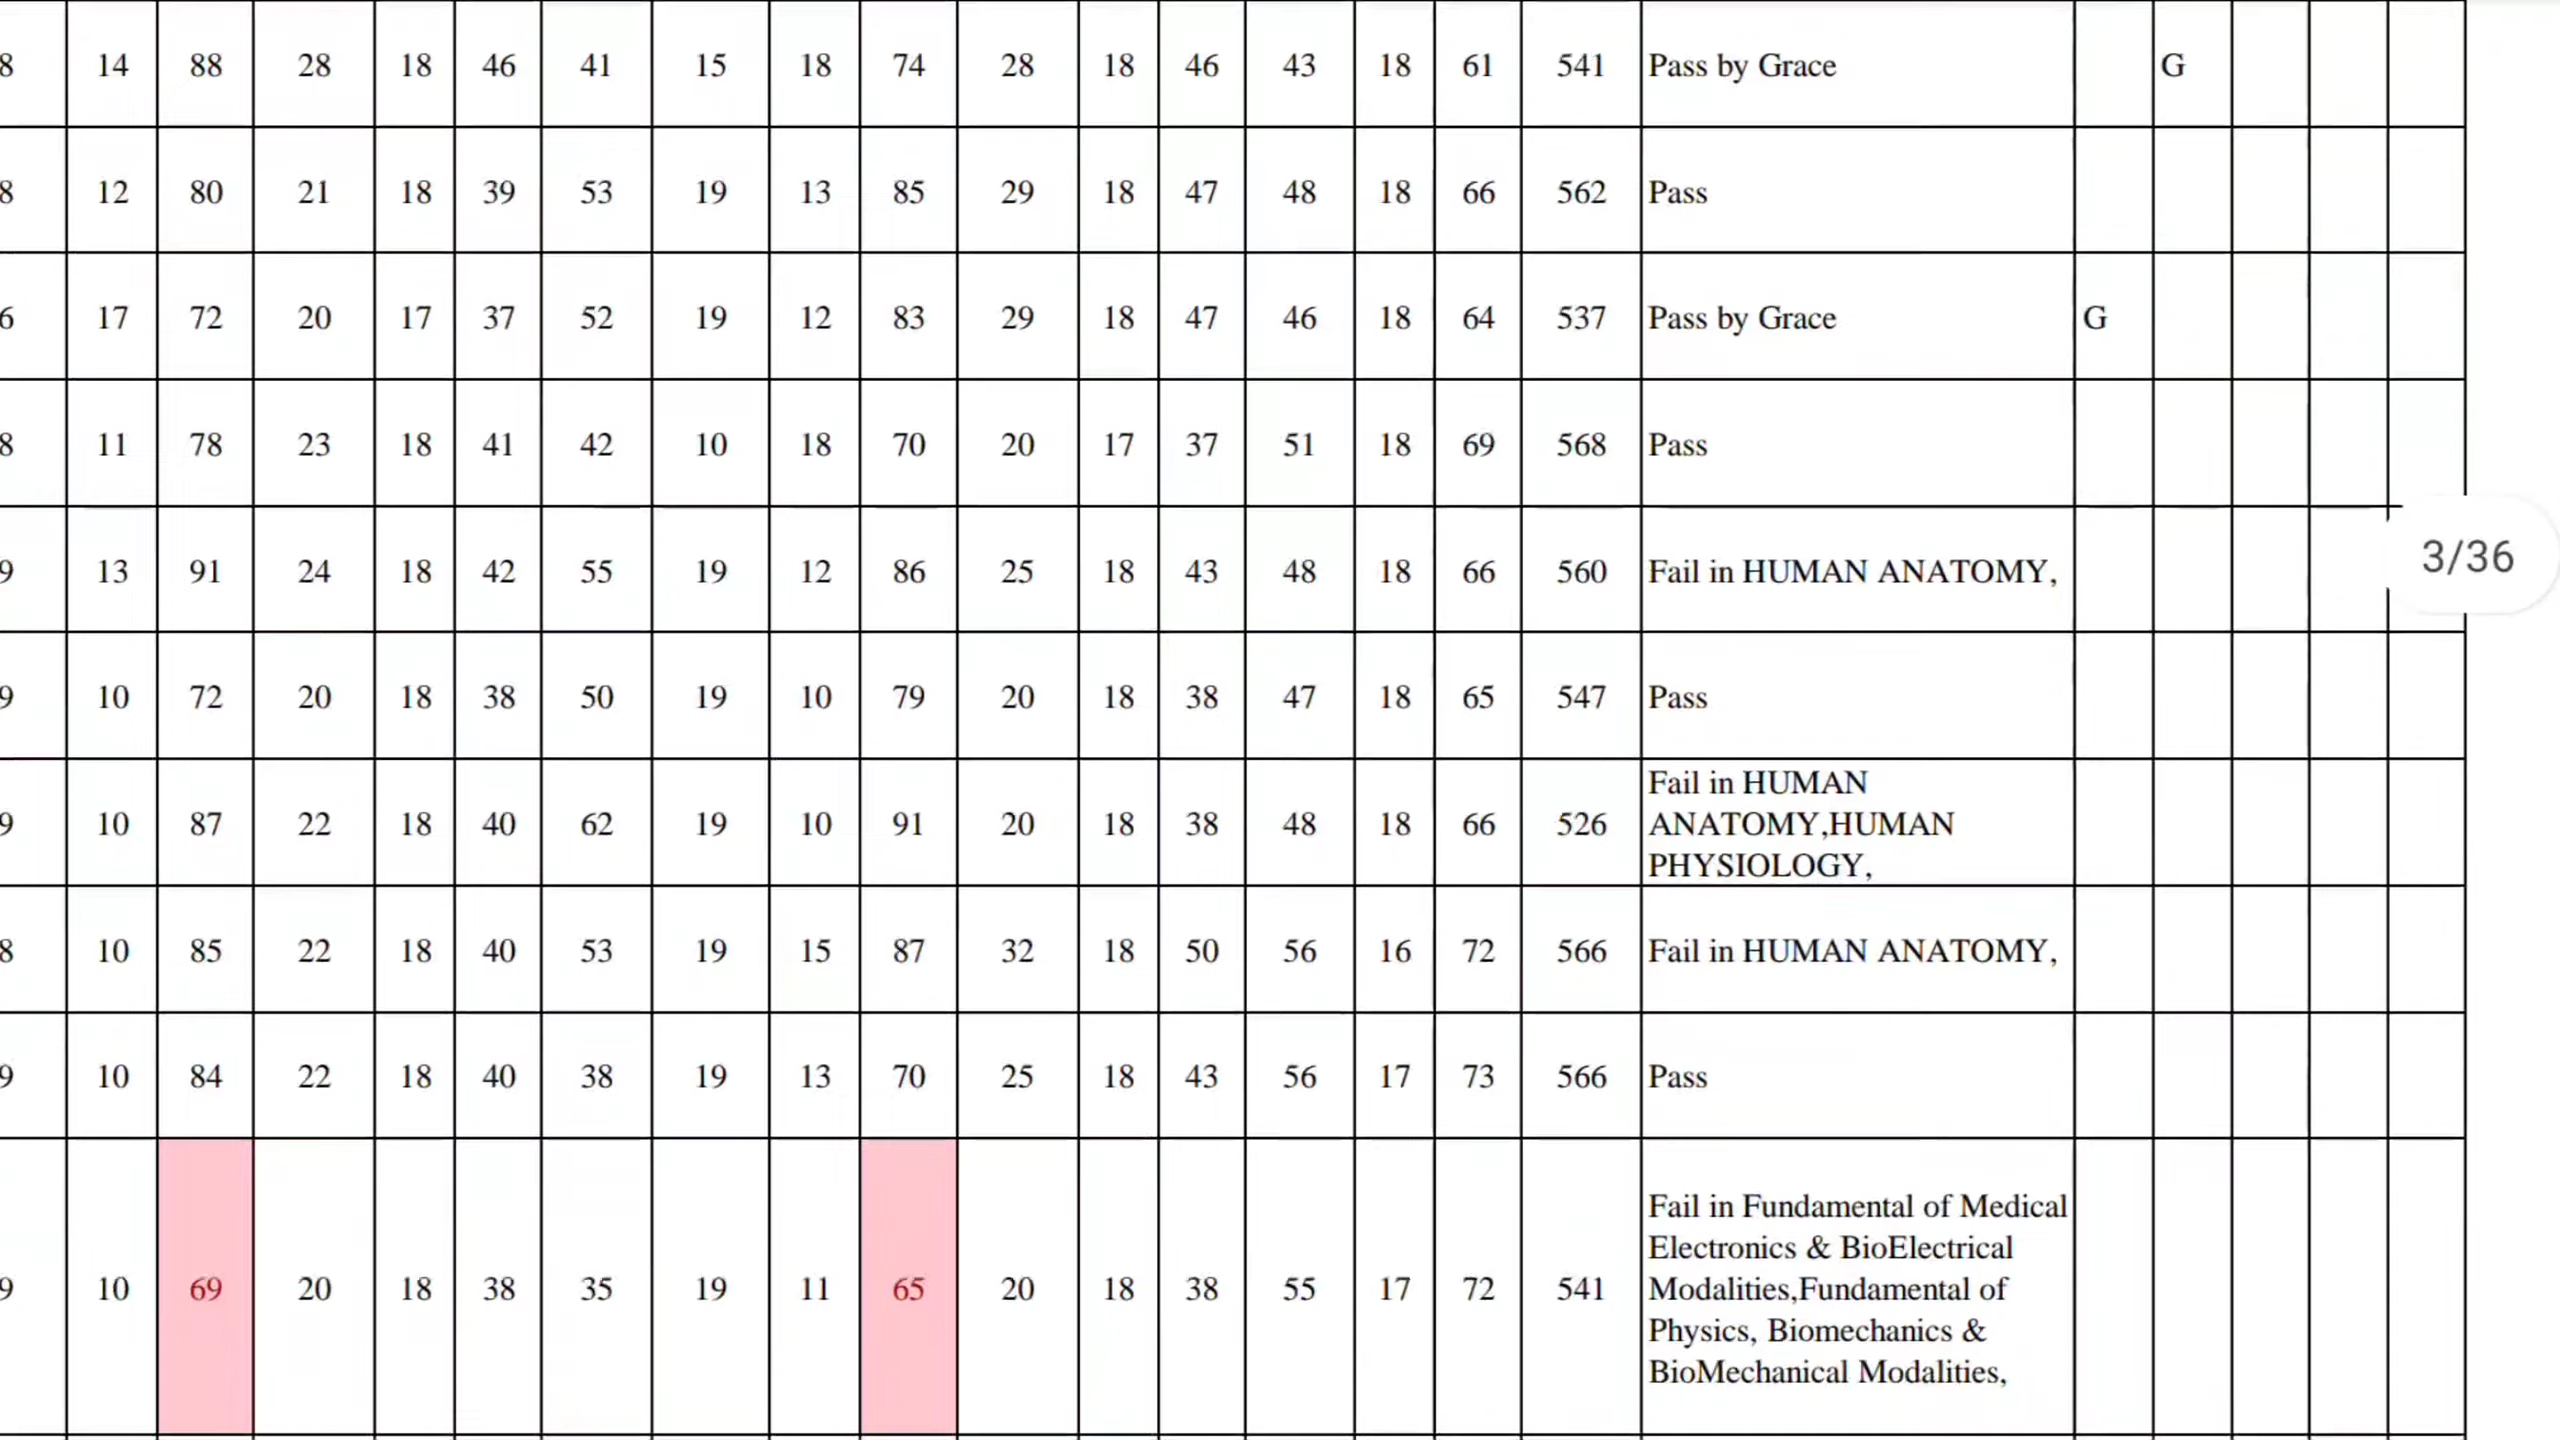 8 14 88 28 18 46 41 15 18 74 28 18 46 43 18 61 541 Pass by Grace G
8 12 80 21 18 39 53 19 13 85 29 18 47 48 18 66 562 Pass
6 17 72 20 17 37 52 19 12 83 29 18 47 46 18 64 537 Pass by Grace G
8 11 78 23 18 41 42 10 18 70 20 17 37 51 18 69 568 Pass
9 13 91 24 18 42 55 19 12 86 25 18 43 48 18 66 560 Fail in HUMAN ANATOMY,
3/36
9 10 72 20 18 38 50 19 10 79 20 18 38 47 18 65 547 Pass
9 10 87 22 18 40 62 19 10 91 20 18 38 48 18 66 526 Fail in HUMAN
ANATOMY,HUMAN
PHYSIOLOGY,
8 10 85 22 18 40 53 19 15 87 32 18 50 56 16 72 566 Fail in HUMAN ANATOMY,
9 10 84 22 18 40 38 19 13 70 25 18 43 56 17 73 566 Pass
9 10 69 20 18 38 35 19 11 65 20 18 38 55 17 72 541 Fail in Fundamental of Medical
Electronics & BioElectrical
Modalities,Fundamental of
Physics, Biomechanics &
BioMechanical Modalities,